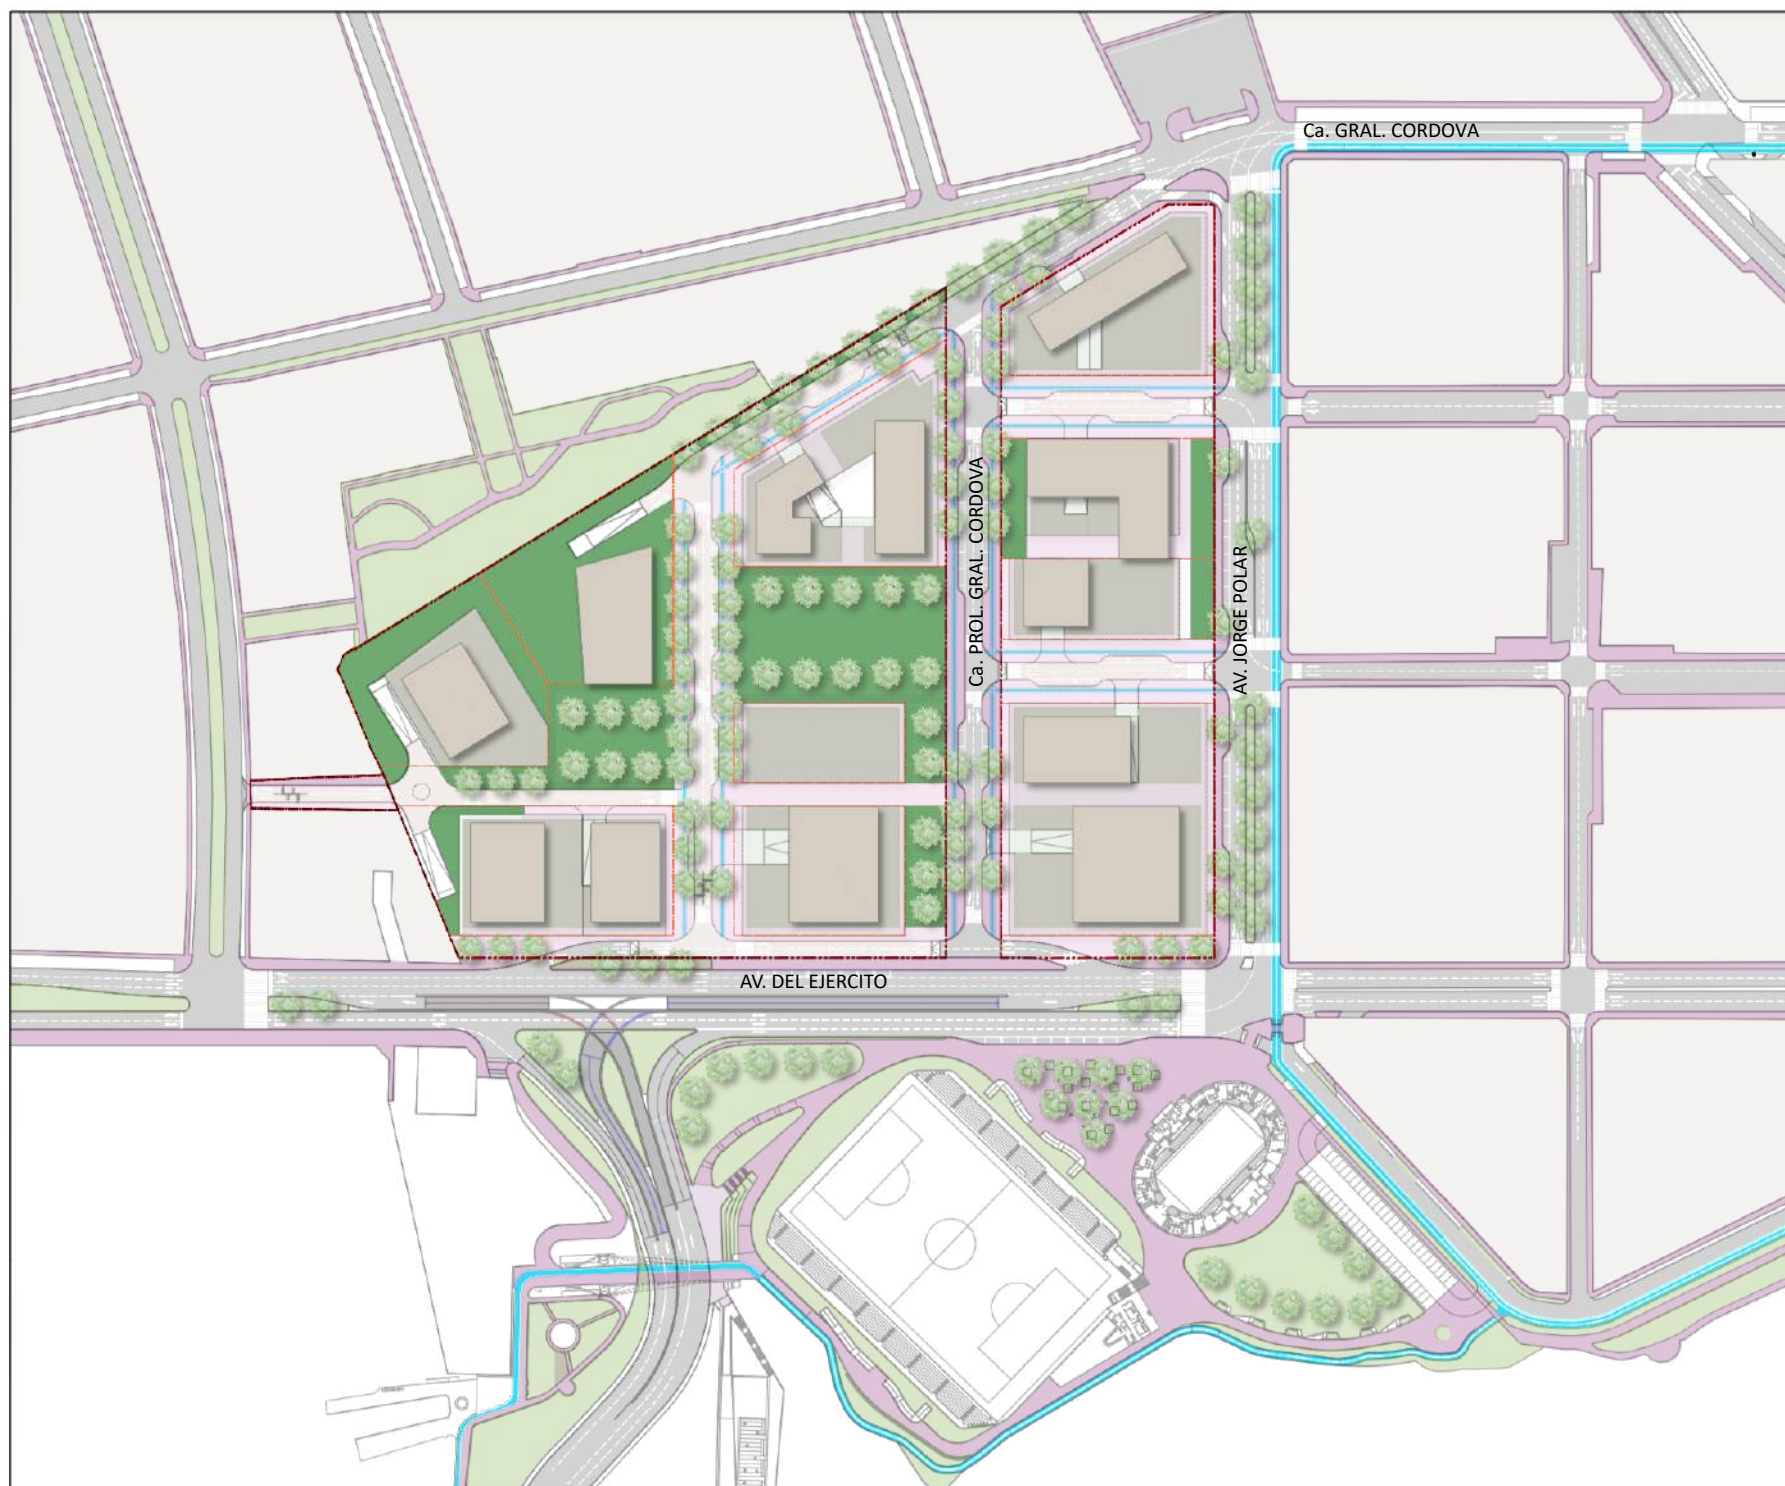 Ca. GRAL. CORDOVA
Ca. PROL. GRAL. CORDOVA
AV. JORGE POLAR
AV. DEL EJERCITO